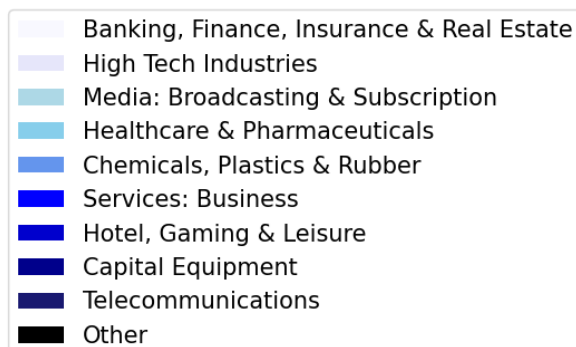 Banking, Finance, Insurance & Real Estate
High Tech Industries
Media: Broadcasting & Subscription
Healthcare & Pharmaceuticals
Chemicals, Plastics & Rubber
Services: Business
Hotel, Gaming & Leisure
Capital Equipment
Telecommunications
Other